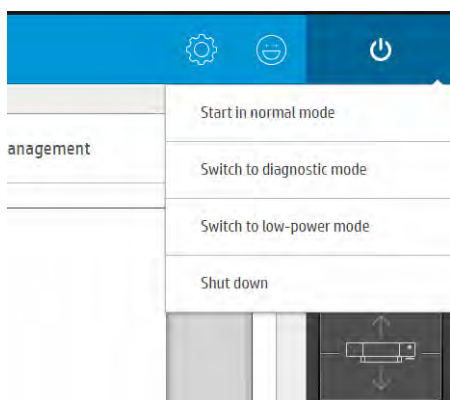 anagement
Start in normal mode
Switch to diagnostic mode
Switch to low-power mode
Shut down